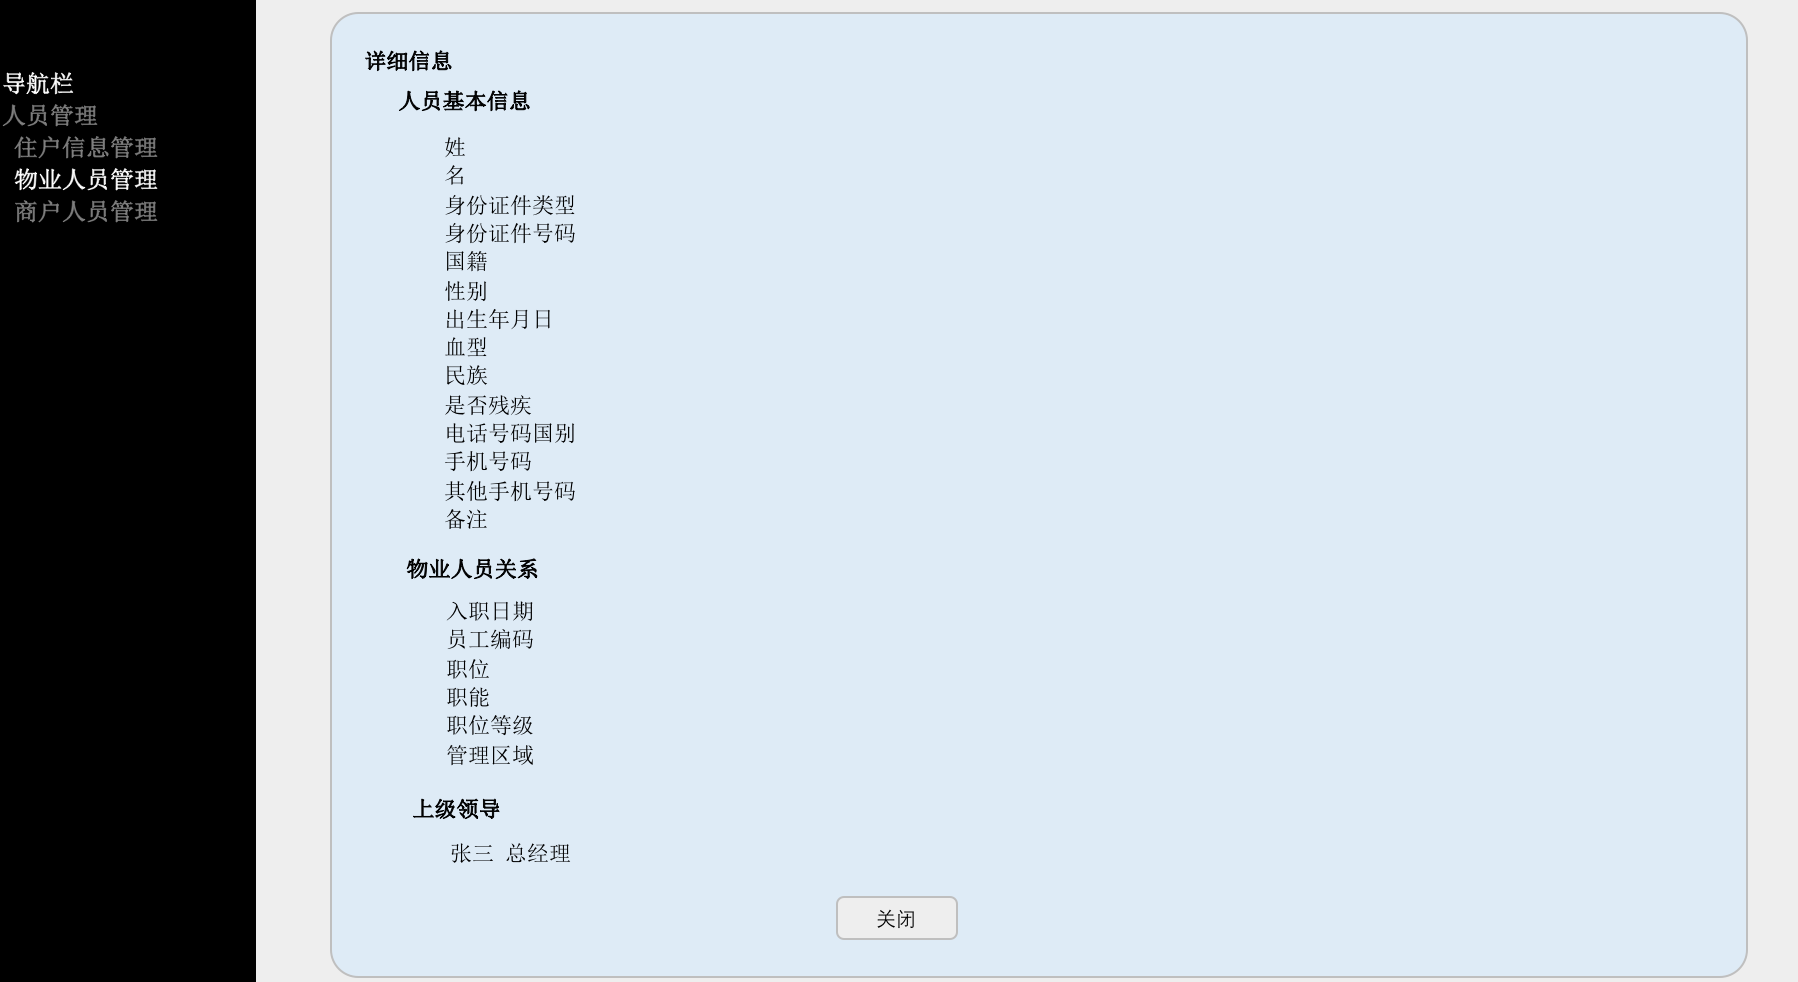 导航栏
人员管理
住户信息管理
物业人员管理
商户人员管理
详细信息
人员基本信息
姓
名
身份证件类型
身份证件号码
国籍
性别
出生年月日
血型
民族
是否残疾
电话号码国别
手机号码
其他手机号码
备注
物业人员关系
入职日期
员工编码
职位
职能
职位等级
管理区域
上级领导
张三 总经理
关闭